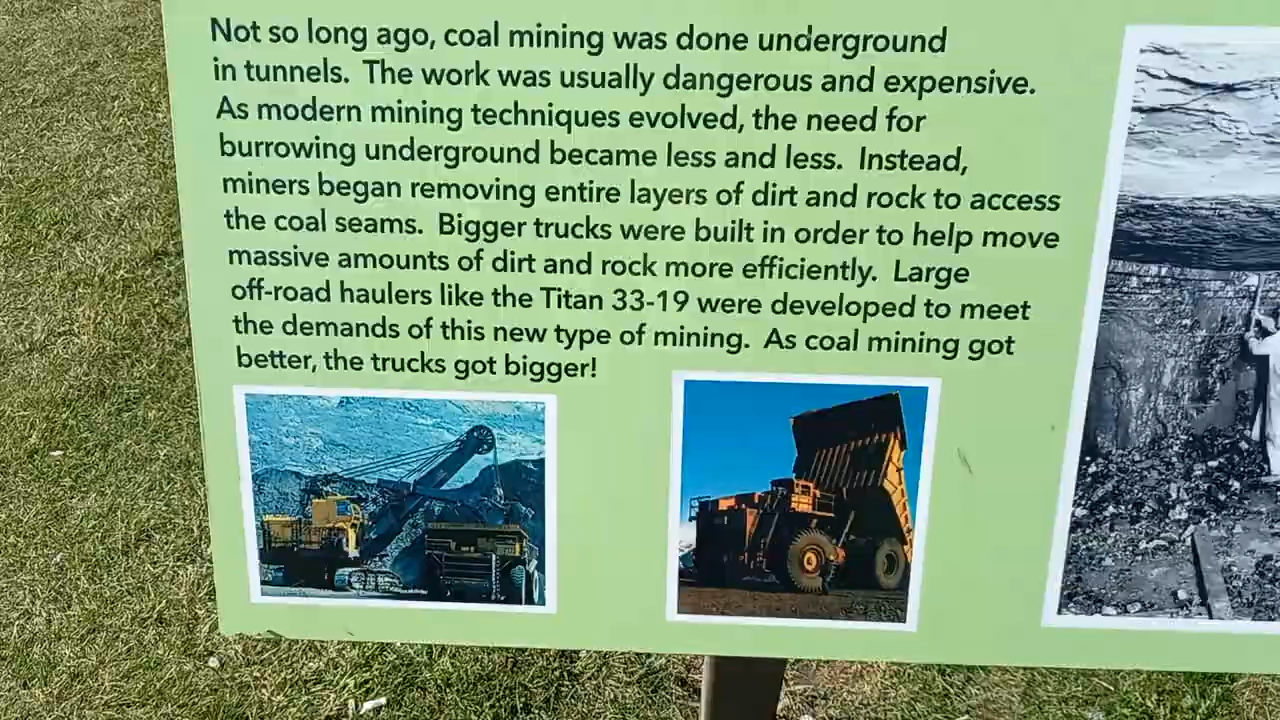 Not so long ago, coal mining was done underground
in tunnels. The work was usually dangerous and expensive.
As modern mining techniques evolved, the need for
burrowing underground became less and less. Instead,
miners began removing entire layers of dirt and rock to access
the coal seams. Bigger trucks were built in order to help move
massive amounts of dirt and rock more efficiently. Large
off-road haulers like the Titan 33-19 were developed to meet
the demands of this new type of mining. As coal mining got
better, the trucks got bigger!